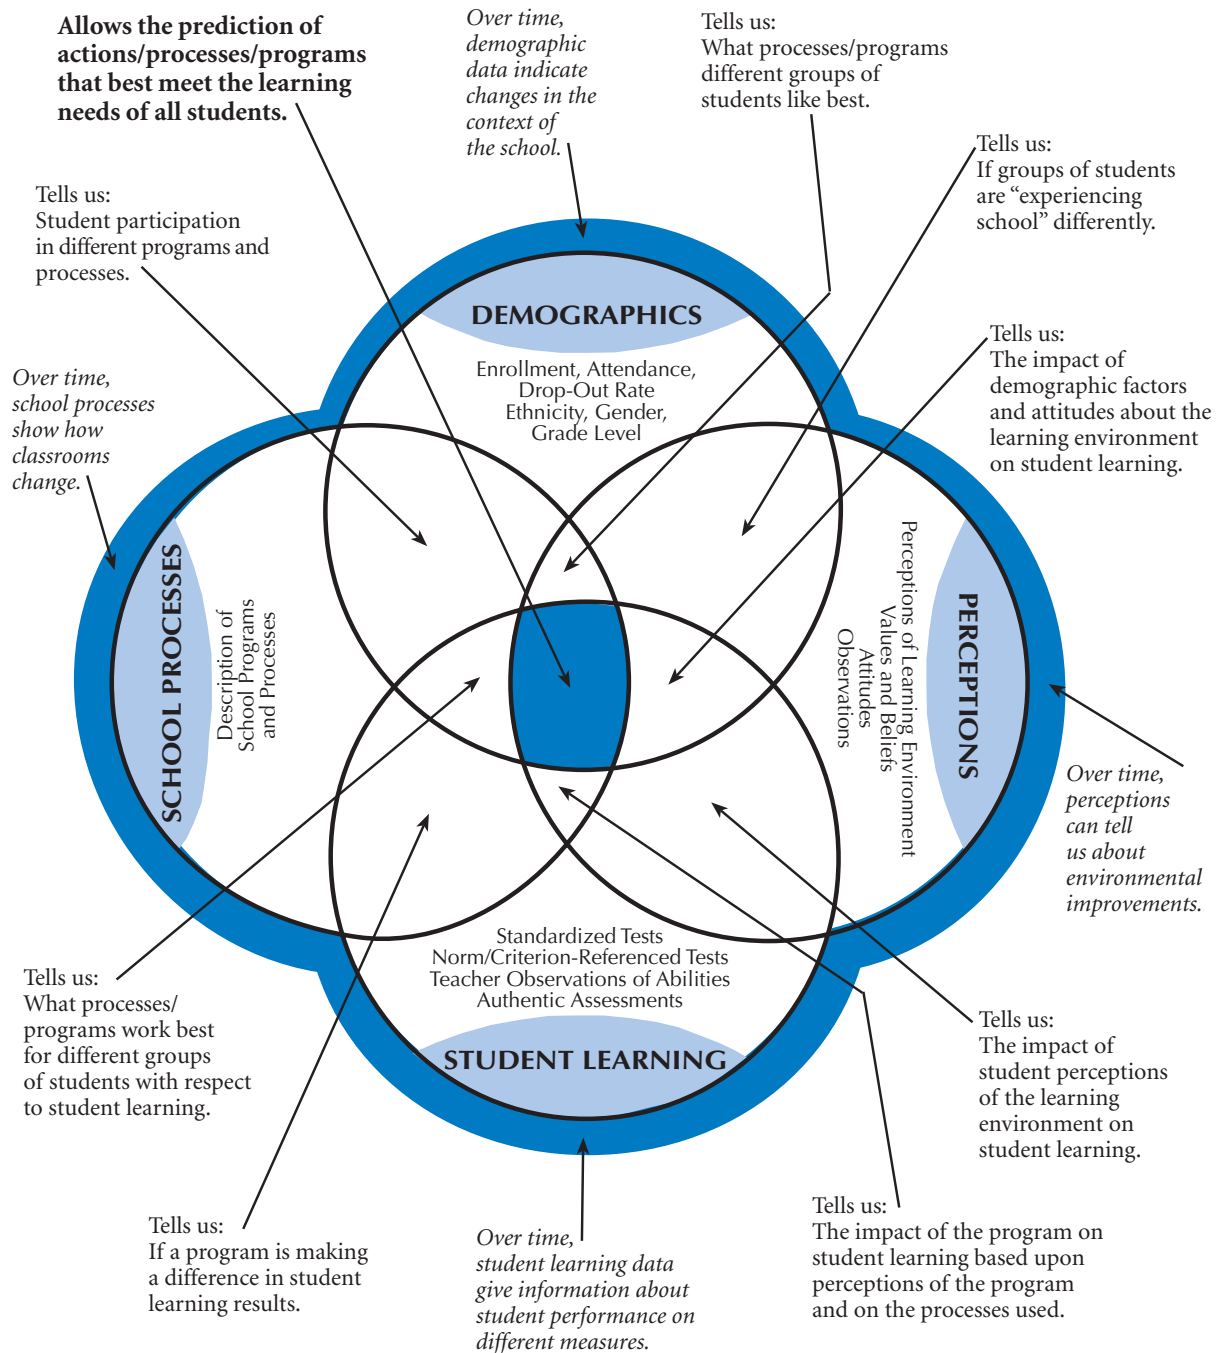 Allows the prediction of
actions/processes/programs
that best meet the learning
needs of all students.
Over time,
demographic
data indicate
changes in the
context of
the school.
Tells us:
What processes/programs
different groups of
students like best.
Tells us:
If groups of students
are “experiencing
school” differently.
Tells us:
Student participation
in different programs and
processes.
DEMOGRAPHICS
Enrollment, Attendance,
Drop-Out Rate
Ethnicity, Gender,
Grade Level
Tells us:
The impact of
demographic factors
and attitudes about the
learning environment
on student learning.
Over time,
school processes
show how
classrooms
change.
SCHOOL PROCESSES
Description of
School Programs
and Processes
PERCEPTIONS
Perceptions of Learning Environment
Values and Beliefs
Attitudes
Observations
Over time,
perceptions
can tell
us about
environmental
improvements.
Standardized Tests
Norm/Criterion-Referenced Tests
Teacher Observations of Abilities
Authentic Assessments
STUDENT LEARNING
Tells us:
What processes/
programs work best
for different groups
of students with respect
to student learning.
Tells us:
The impact of
student perceptions
of the learning
environment on
student learning.
Tells us:
If a program is making
a difference in student
learning results.
Over time,
student learning data
give information about
student performance on
different measures.
Tells us:
The impact of the program on
student learning based upon
perceptions of the program
and on the processes used.